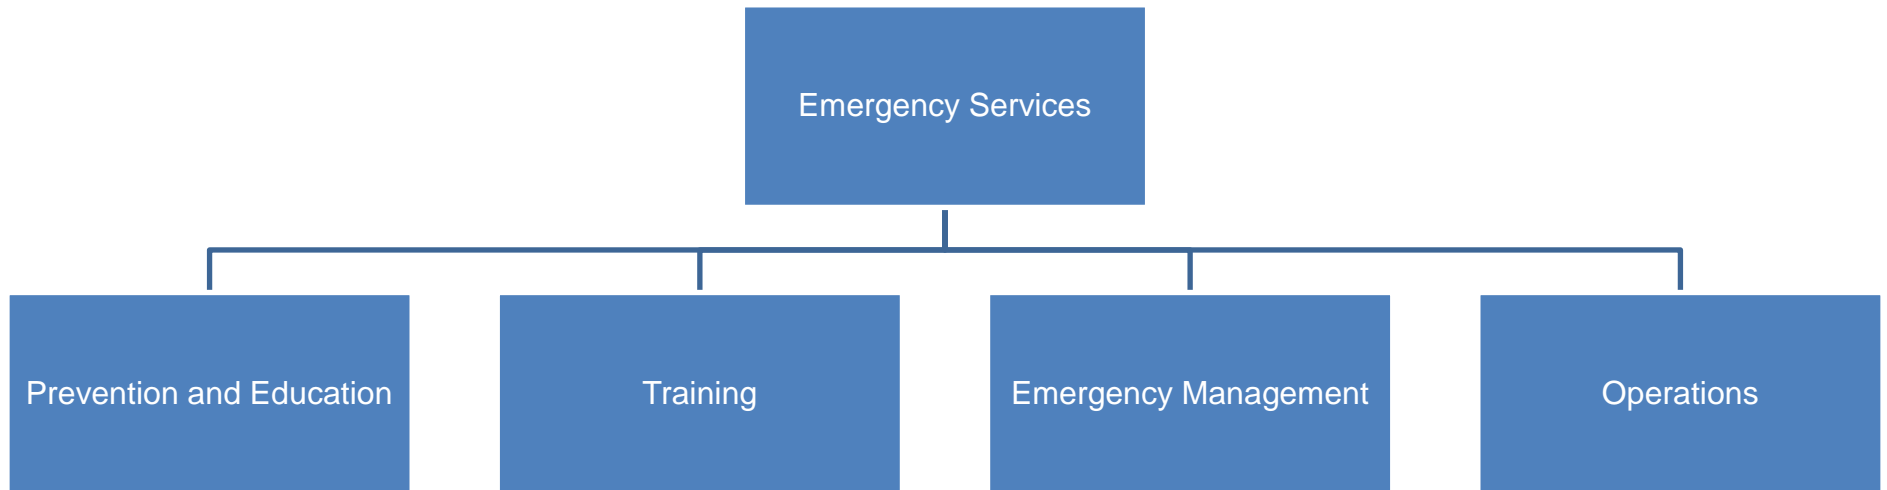 Emergency Services
Prevention and Education
Training
Emergency Management
Operations